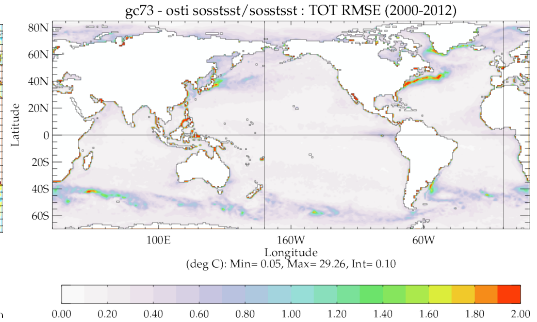 gc73 - osti sosstsst/sosstsst : TOT RMSE (2000-2012)
80N
60N
40N
20N
0
20S
40S
60S
Latitude
100E 160W 60W
Longitude
(deg C): Min= 0.05, Max= 29.26, Int= 0.10
0.00 0.20 0.40 0.60 0.80 1.00 1.20 1.40 1.60 1.80 2.00